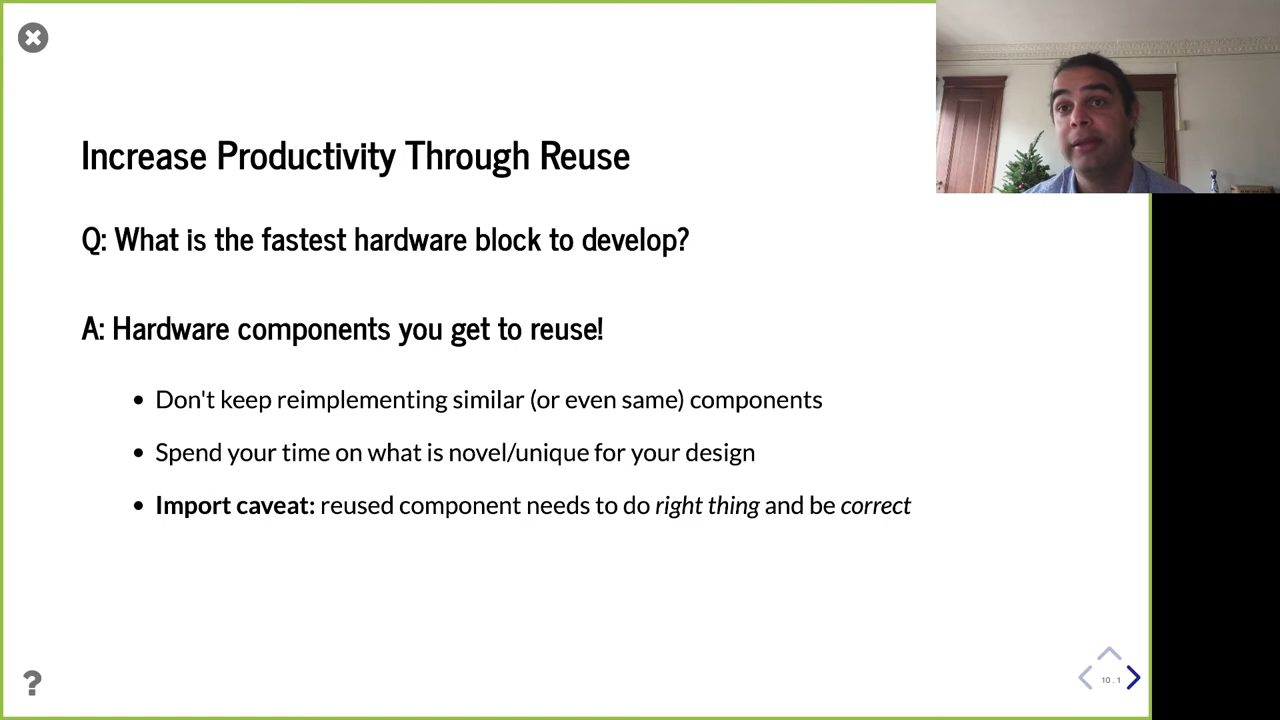 Increase Productivity Through Reuse
Q: What is the fastest hardware block to develop?
A: Hardware components you get to reuse!
• Don't keep reimplementing similar (or even same) components
• Spend your time on what is novel/unique for your design
• Import caveat: reused component needs to do right thing and be correct
?
10 . 1